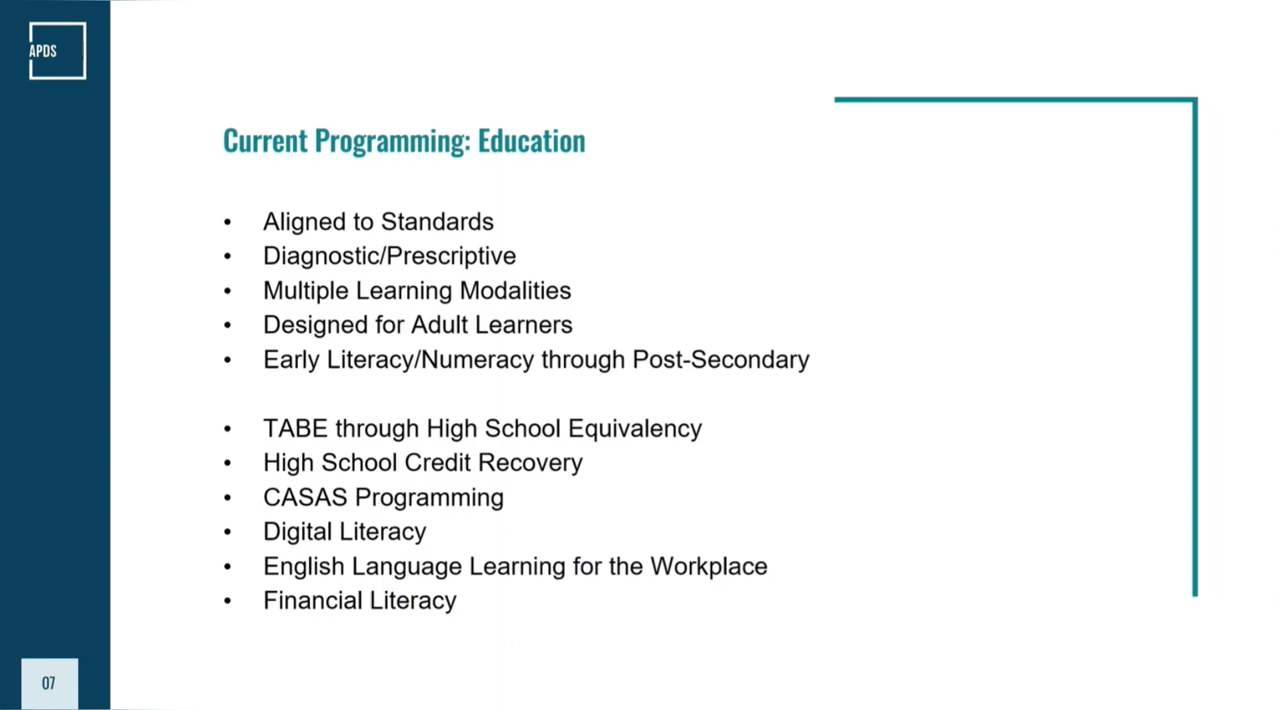 APDS
Current Programming: Education
• Aligned to Standards
• Diagnostic/Prescriptive
• Multiple Learning Modalities
• Designed for Adult Learners
• Early Literacy/Numeracy through Post-Secondary
• TABE through High School Equivalency
• High School Credit Recovery
• CASAS Programming
• Digital Literacy
• English Language Learning for the Workplace
• Financial Literacy
07